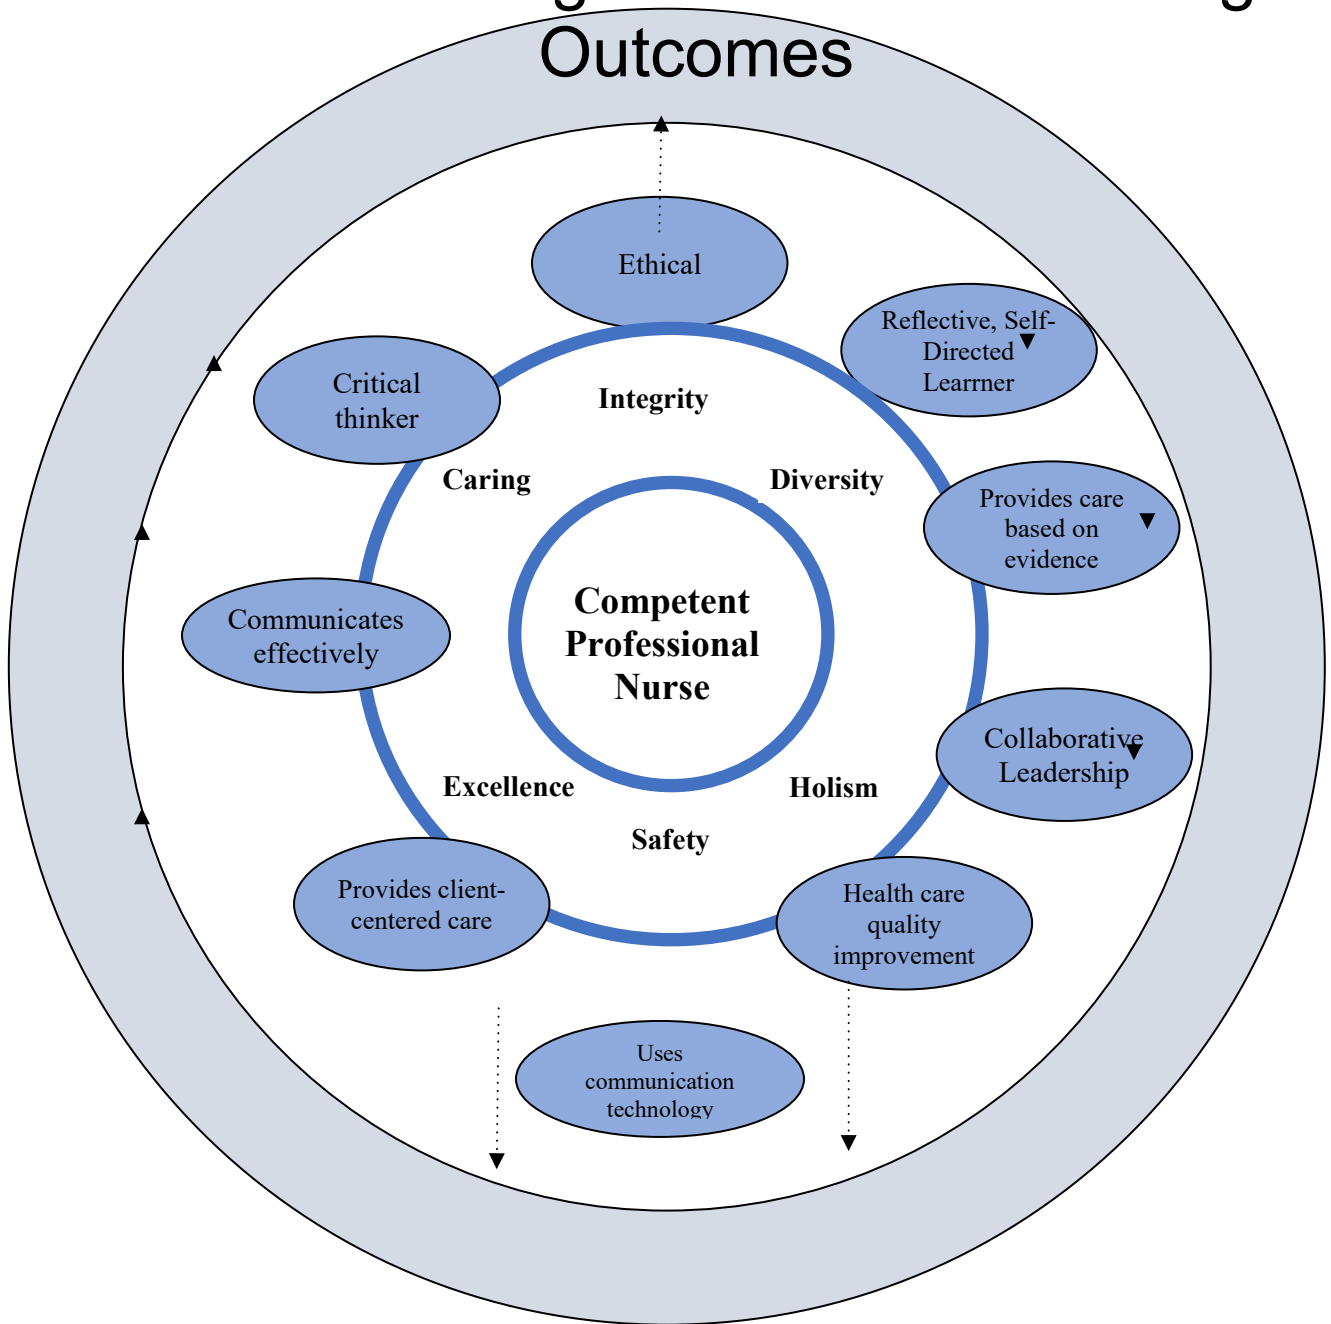 Outcomes
Ethical
Reflective, Self-
Directed
Learrner
Critical
thinker
Integrity
Caring
Diversity
Provides care
based on
evidence
Competent
Professional
Nurse
Communicates
effectively
Collaborative
Leadership
Excellence
Holism
Safety
Provides client-
centered care
Health care
quality
improvement
Uses
communication
technology